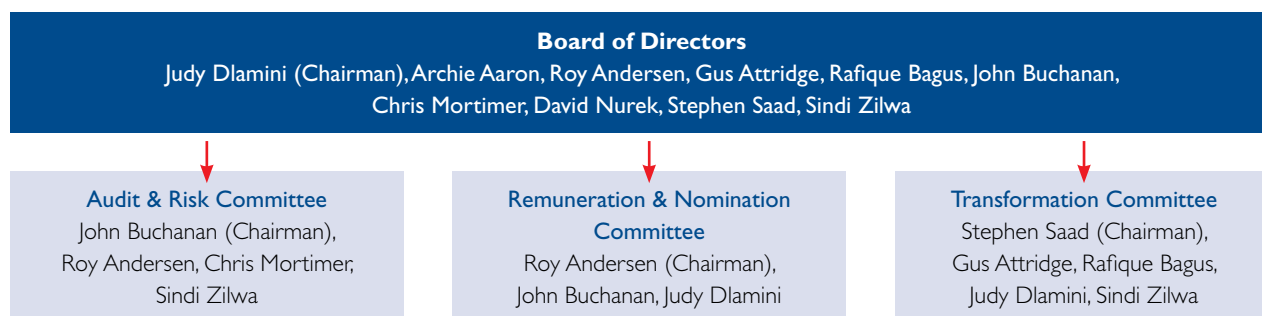 Board of Directors
Judy Dlamini (Chairman), Archie Aaron, Roy Andersen, Gus Attridge, Rafique Bagus, John Buchanan,
Chris Mortimer, David Nurek, Stephen Saad, Sindi Zilwa
Audit & Risk Committee
John Buchanan (Chairman),
Roy Andersen, Chris Mortimer,
Sindi Zilwa
Remuneration & Nomination
Committee
Roy Andersen (Chairman),
John Buchanan, Judy Dlamini
Transformation Committee
Stephen Saad (Chairman),
Gus Attridge, Rafique Bagus,
Judy Dlamini, Sindi Zilwa